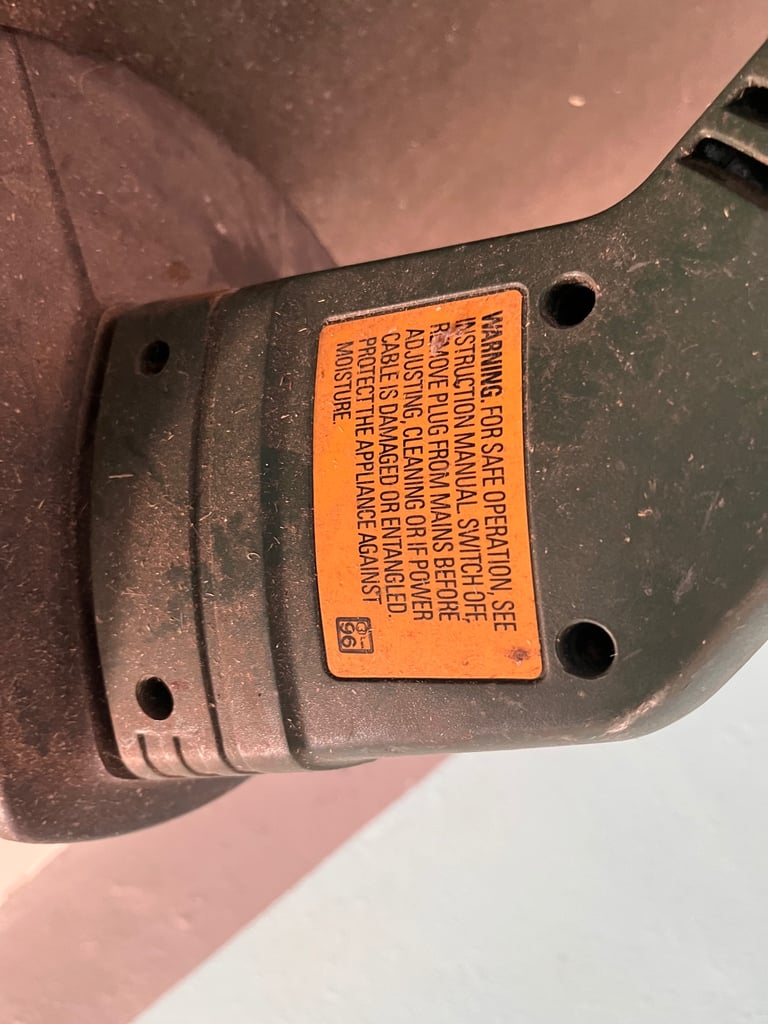 WARNING. FOR SAFE OPERATION, SEE
INSTRUCTION MANUAL. SWITCH OFF,
REMOVE PLUG FROM MAINS BEFORE
ADJUSTING, CLEANING OR IF POWER
CABLE IS DAMAGED OR ENTANGLED.
PROTECT THE APPLIANCE AGAINST
MOISTURE.
96